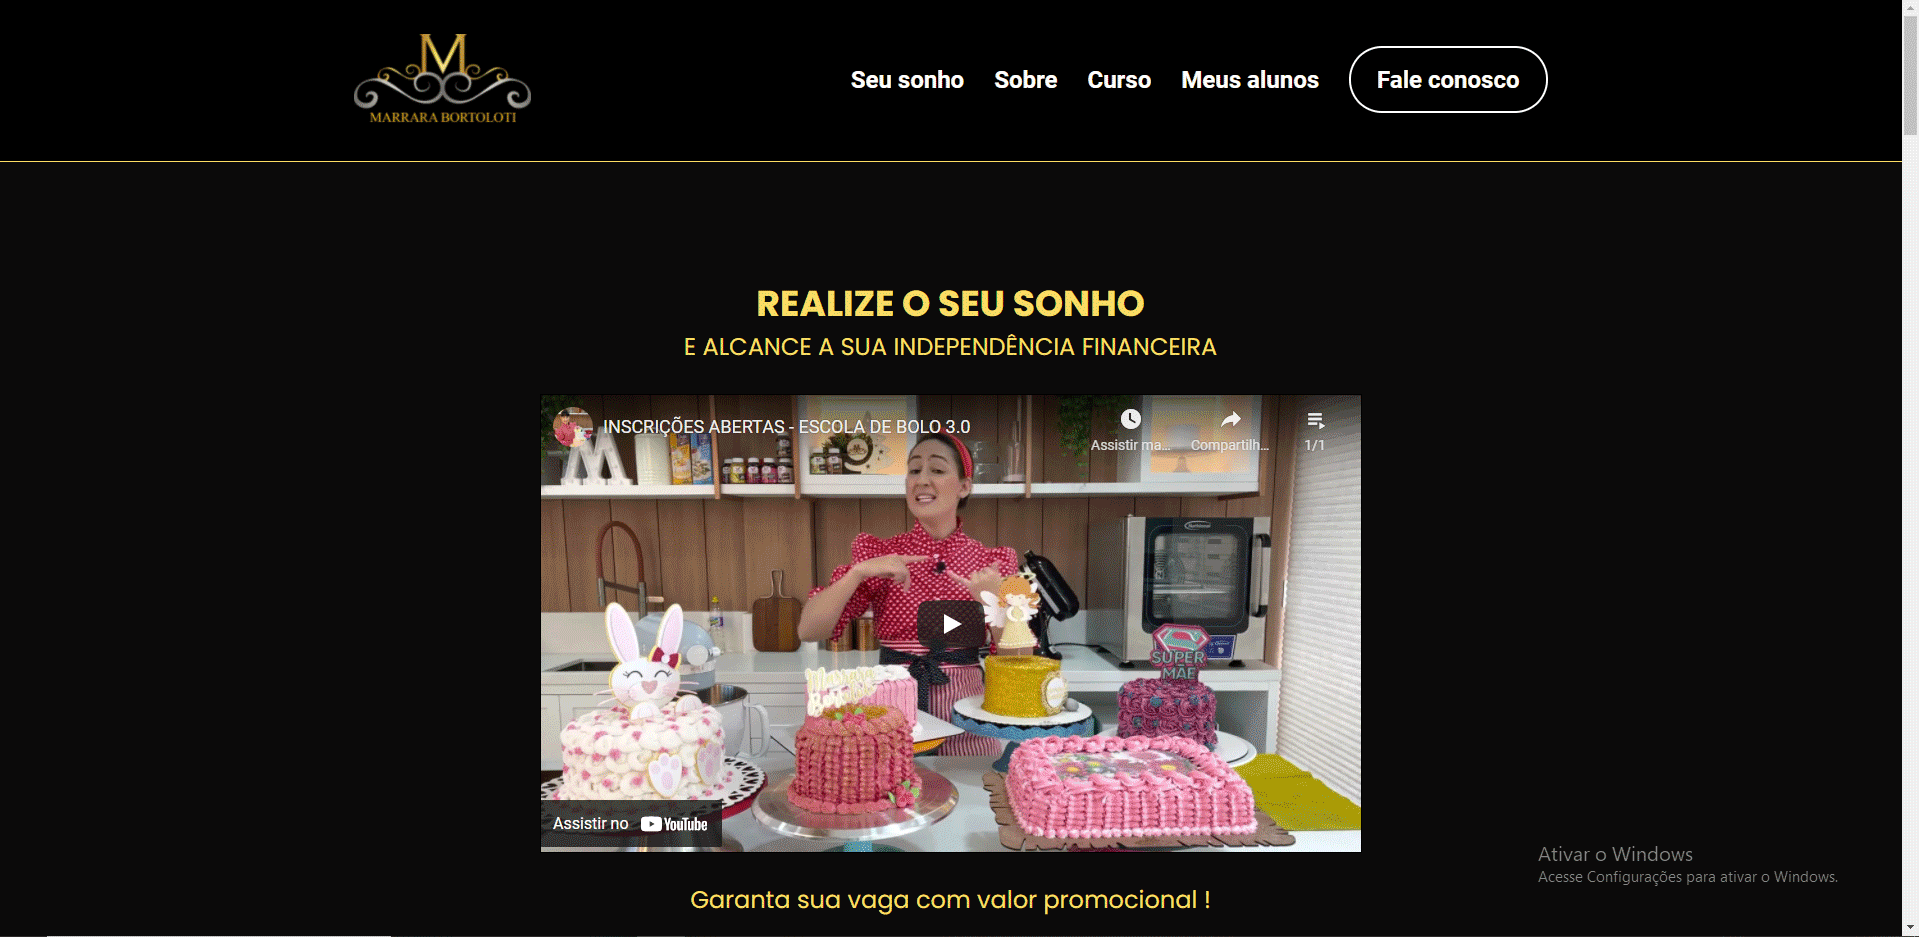 M
MARRARA BORTOLOTI
Seu sonho
Sobre
Curso
Meus alunos
Fale conosco
REALIZE O SEU SONHO
E ALCANCE A SUA INDEPENDÊNCIA FINANCEIRA
INSCRIÇÕES ABERTAS - ESCOLA DE BOLO 3.0
Assistir ma...
Compartilh...
1/1
M
SUPER
MÃE
Marrara
Bortoloti
Assistir no YouTube
Ativar o Windows
Acesse Configurações para ativar o Windows.
Garanta sua vaga com valor promocional !